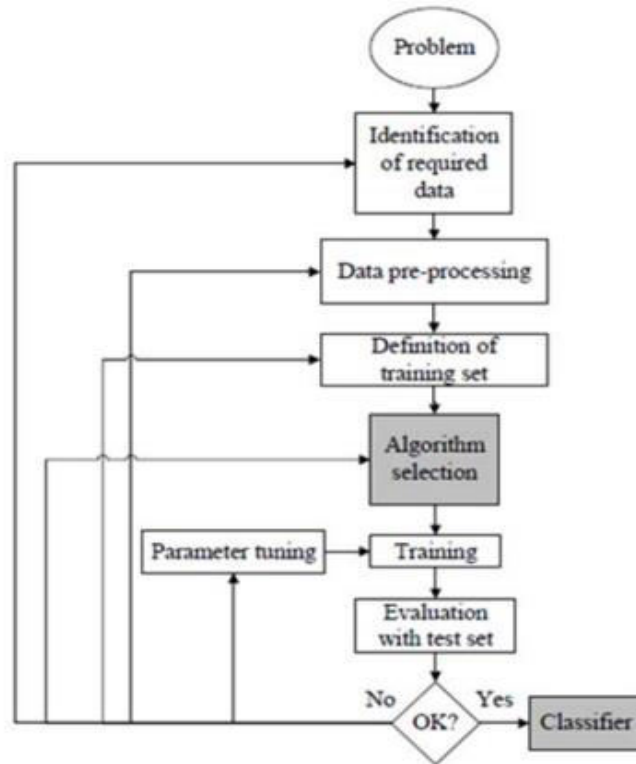 Problem
Identification
of required
data
Data pre-processing
Definition of
training set
Algorithm
selection
Parameter tuning
Training
Evaluation
with test set
No
OK?
Yes
Classifier